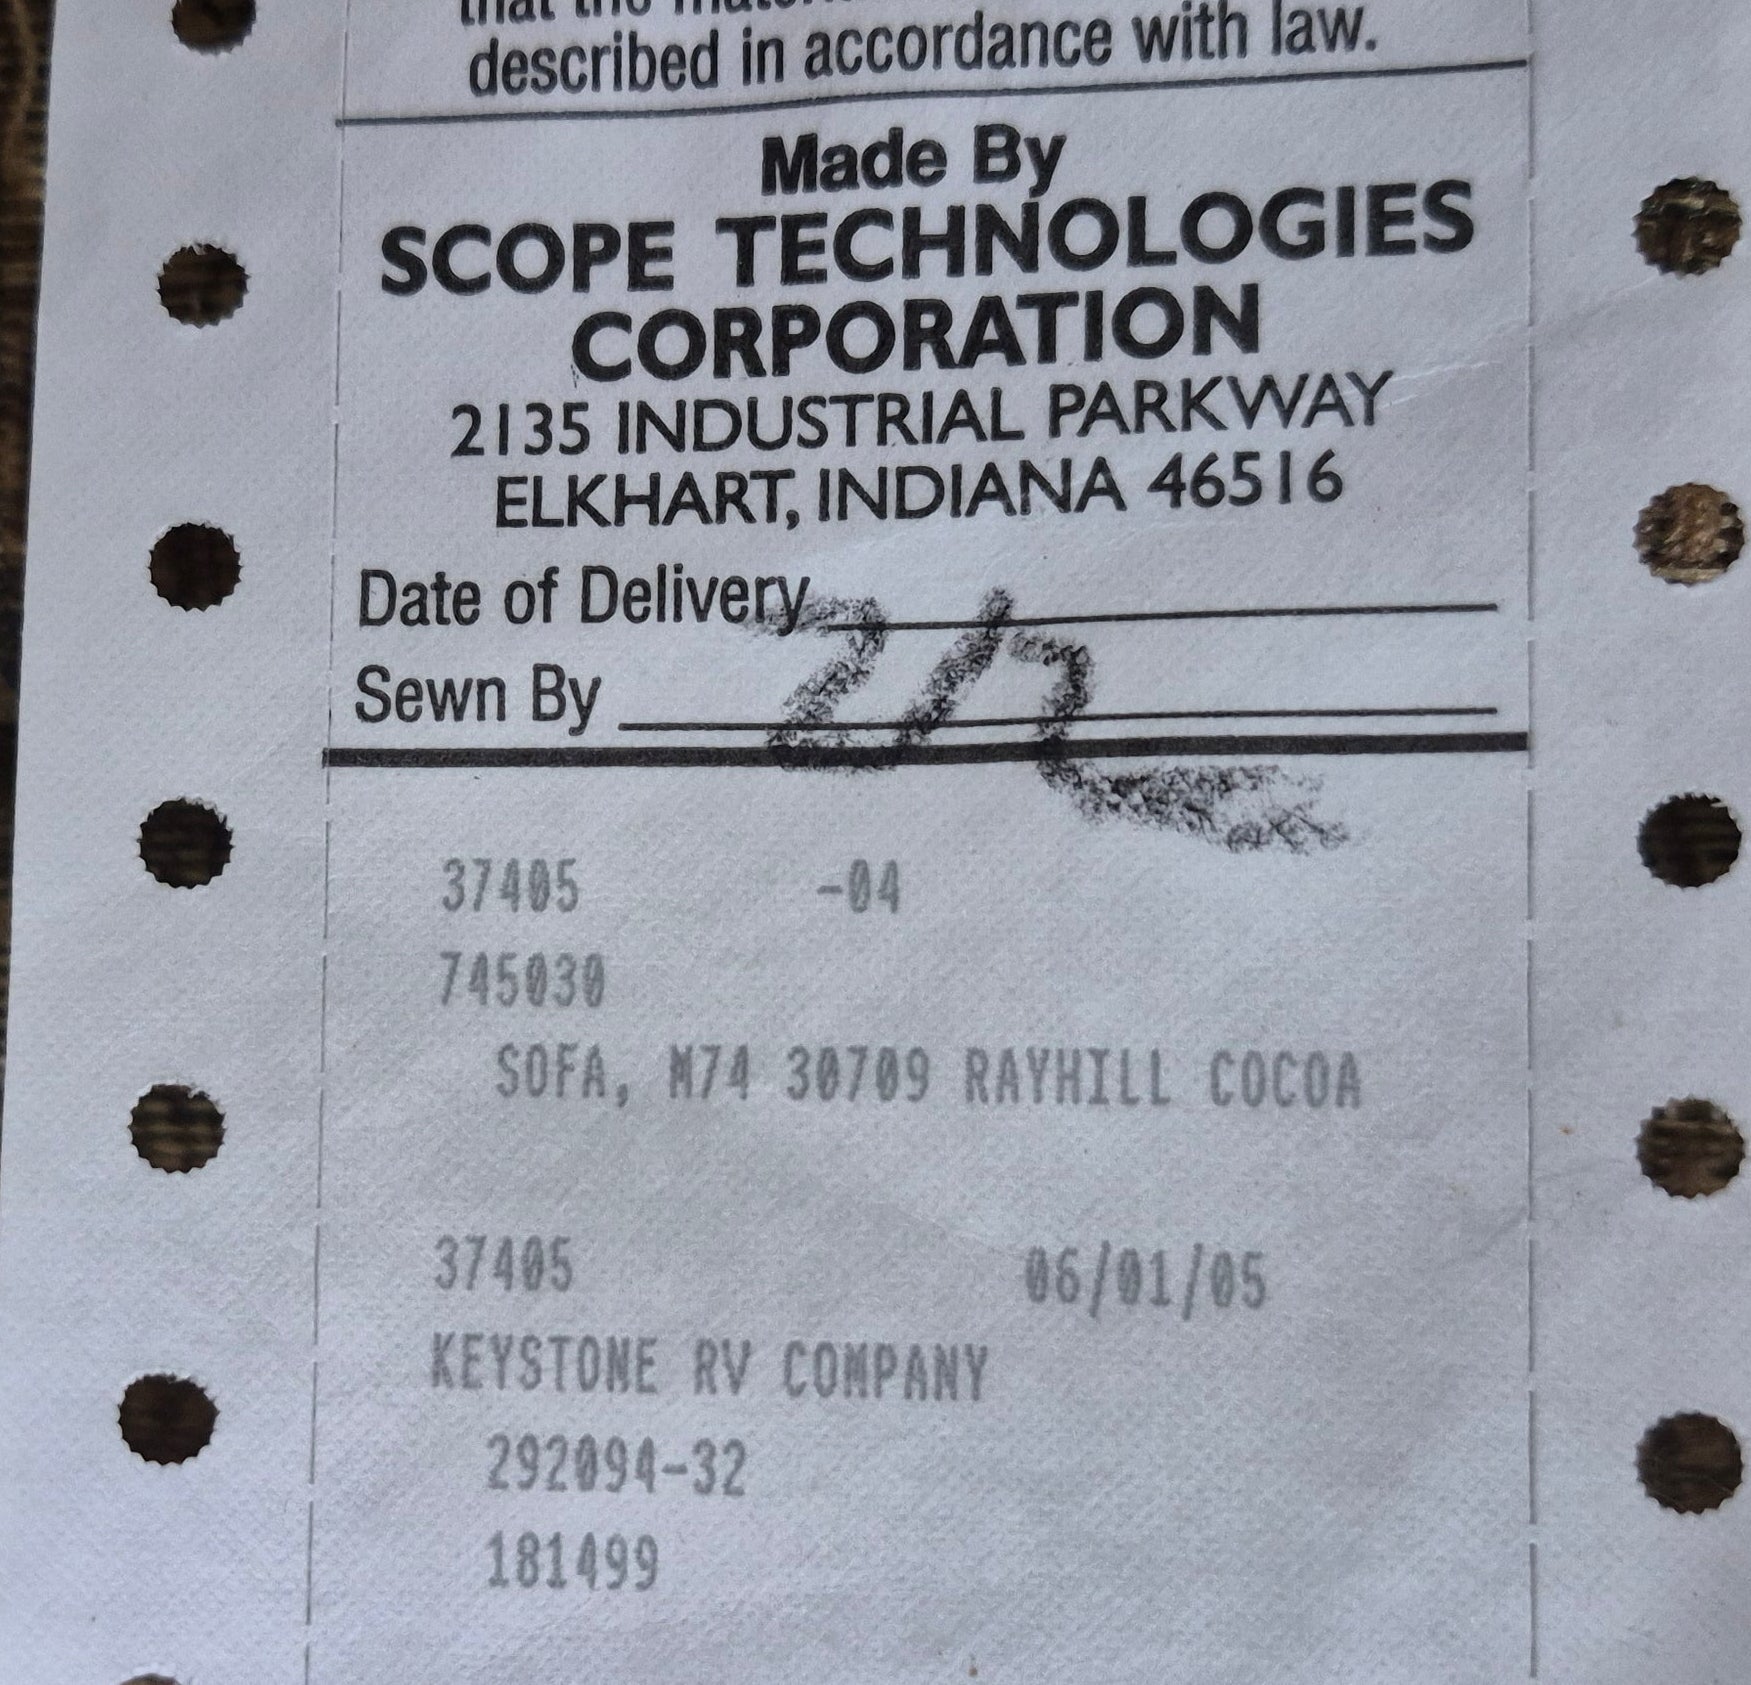 that the
described in accordance with law.
Made By
SCOPE TECHNOLOGIES
CORPORATION
2135 INDUSTRIAL PARKWAY
ELKHART, INDIANA 46516
Date of Delivery
Sewn By
37405 -04
745030
SOFA, M74 30709 RAYHILL COCOA
37405 06/01/05
KEYSTONE RV COMPANY
292094-32
181499